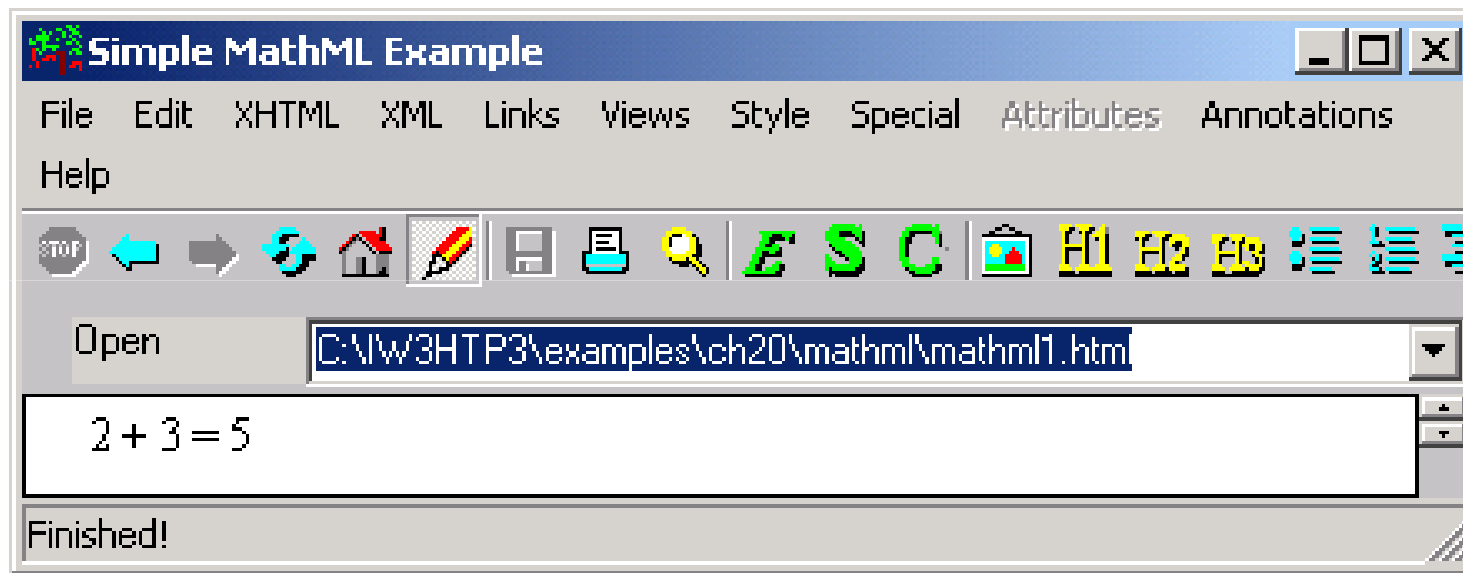 Simple MathML Example
File Edit XHTML XML Links Views Style Special Attributes Annotations
Help
STOP E S C H1 H2 H3
Open C:\IW3HTP3\examples\ch20\mathml\mathml1.html
2 + 3 = 5
Finished!